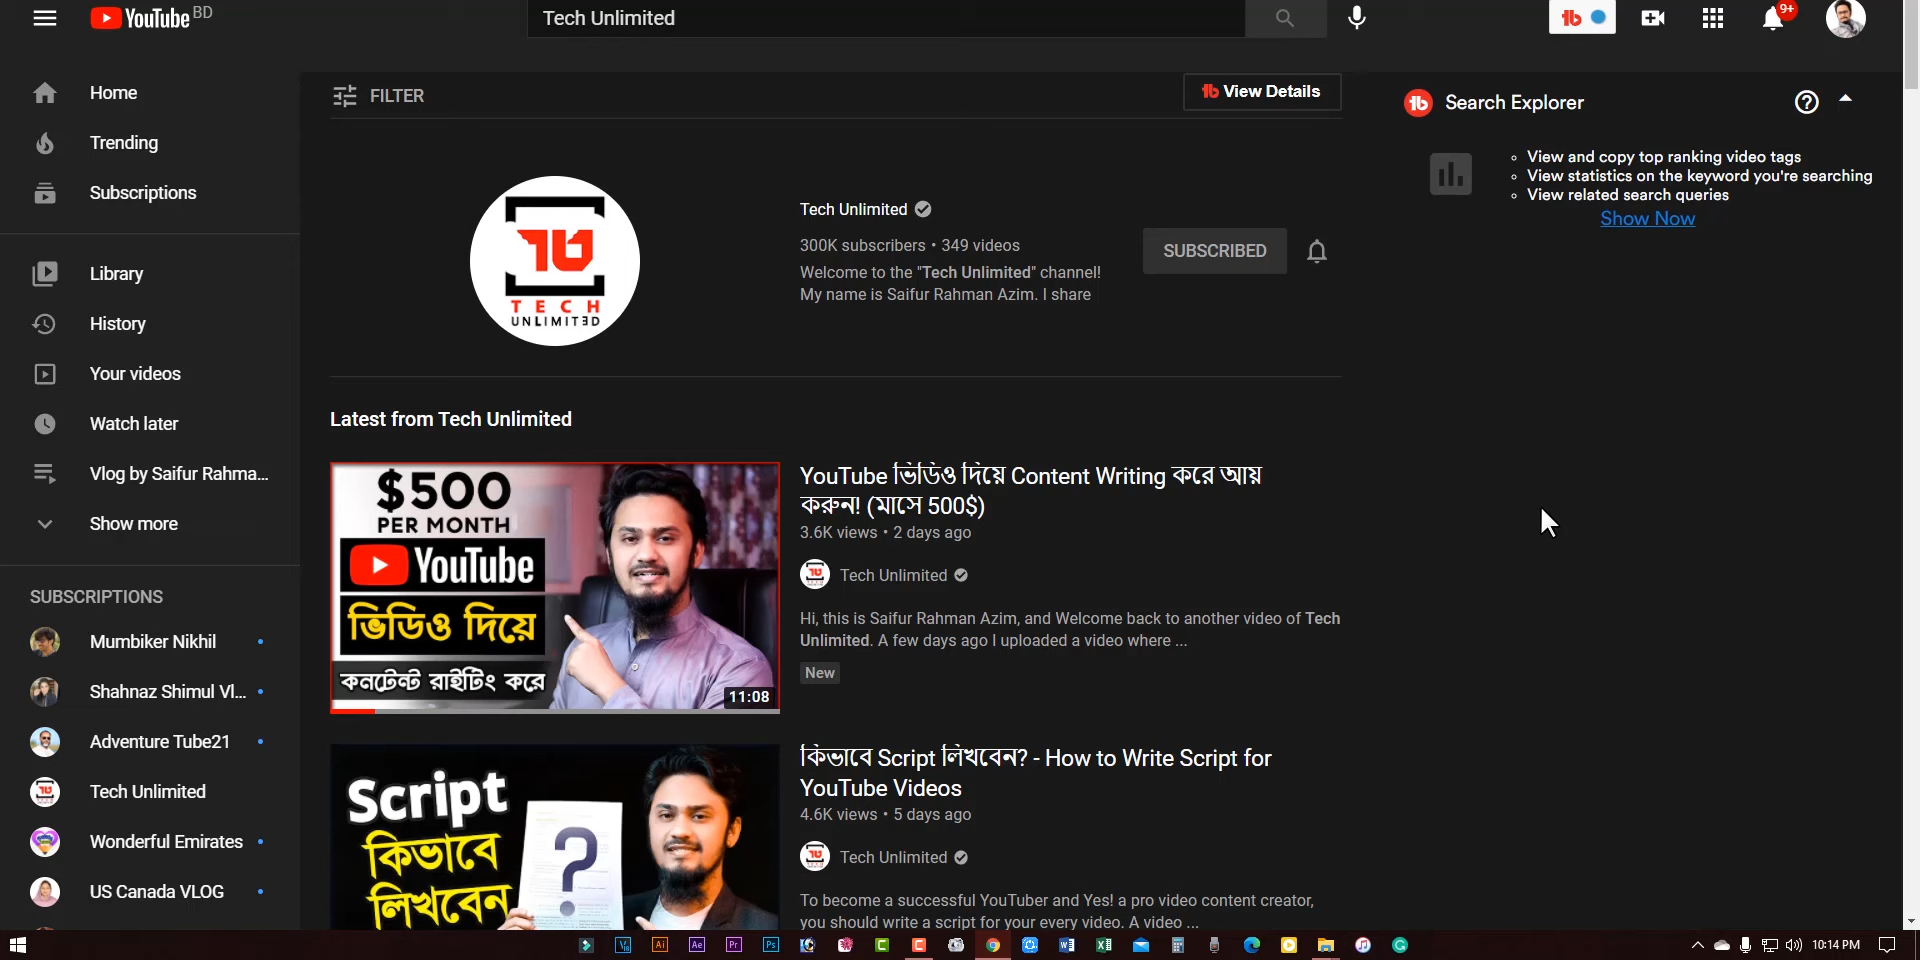 YouTube BD
Tech Unlimited
9+
Home
Trending
Subscriptions
Library
History
Your videos
Watch later
Vlog by Saifur Rahma...
Show more
SUBSCRIPTIONS
Mumbiker Nikhil
Shahnaz Shimul Vl...
Adventure Tube21
Tech Unlimited
Wonderful Emirates
US Canada VLOG
FILTER
View Details
TECH
UNLIMIT3D
Tech Unlimited
300K subscribers • 349 videos
Welcome to the "Tech Unlimited" channel!
My name is Saifur Rahman Azim. I share
SUBSCRIBED
Latest from Tech Unlimited
$500
PER MONTH
YouTube
ভিডিও দিয়ে
কনটেন্ট রাইটিং করে
11:08
YouTube ভিডিও দিয়ে Content Writing করে আয়
করুন! (মাসে 500$)
3.6K views • 2 days ago
Tech Unlimited
Hi, this is Saifur Rahman Azim, and Welcome back to another video of Tech
Unlimited. A few days ago I uploaded a video where ...
New
Script
কিভাবে
লিখবেন
?
কিভাবে Script লিখবেন? - How to Write Script for
YouTube Videos
4.6K views • 5 days ago
Tech Unlimited
To become a successful YouTuber and Yes! a pro video content creator,
you should write a script for your every video. A video ...
Search Explorer
View and copy top ranking video tags
View statistics on the keyword you're searching
View related search queries
Show Now
Ai
Ae
Pr
Ps
10:14 PM